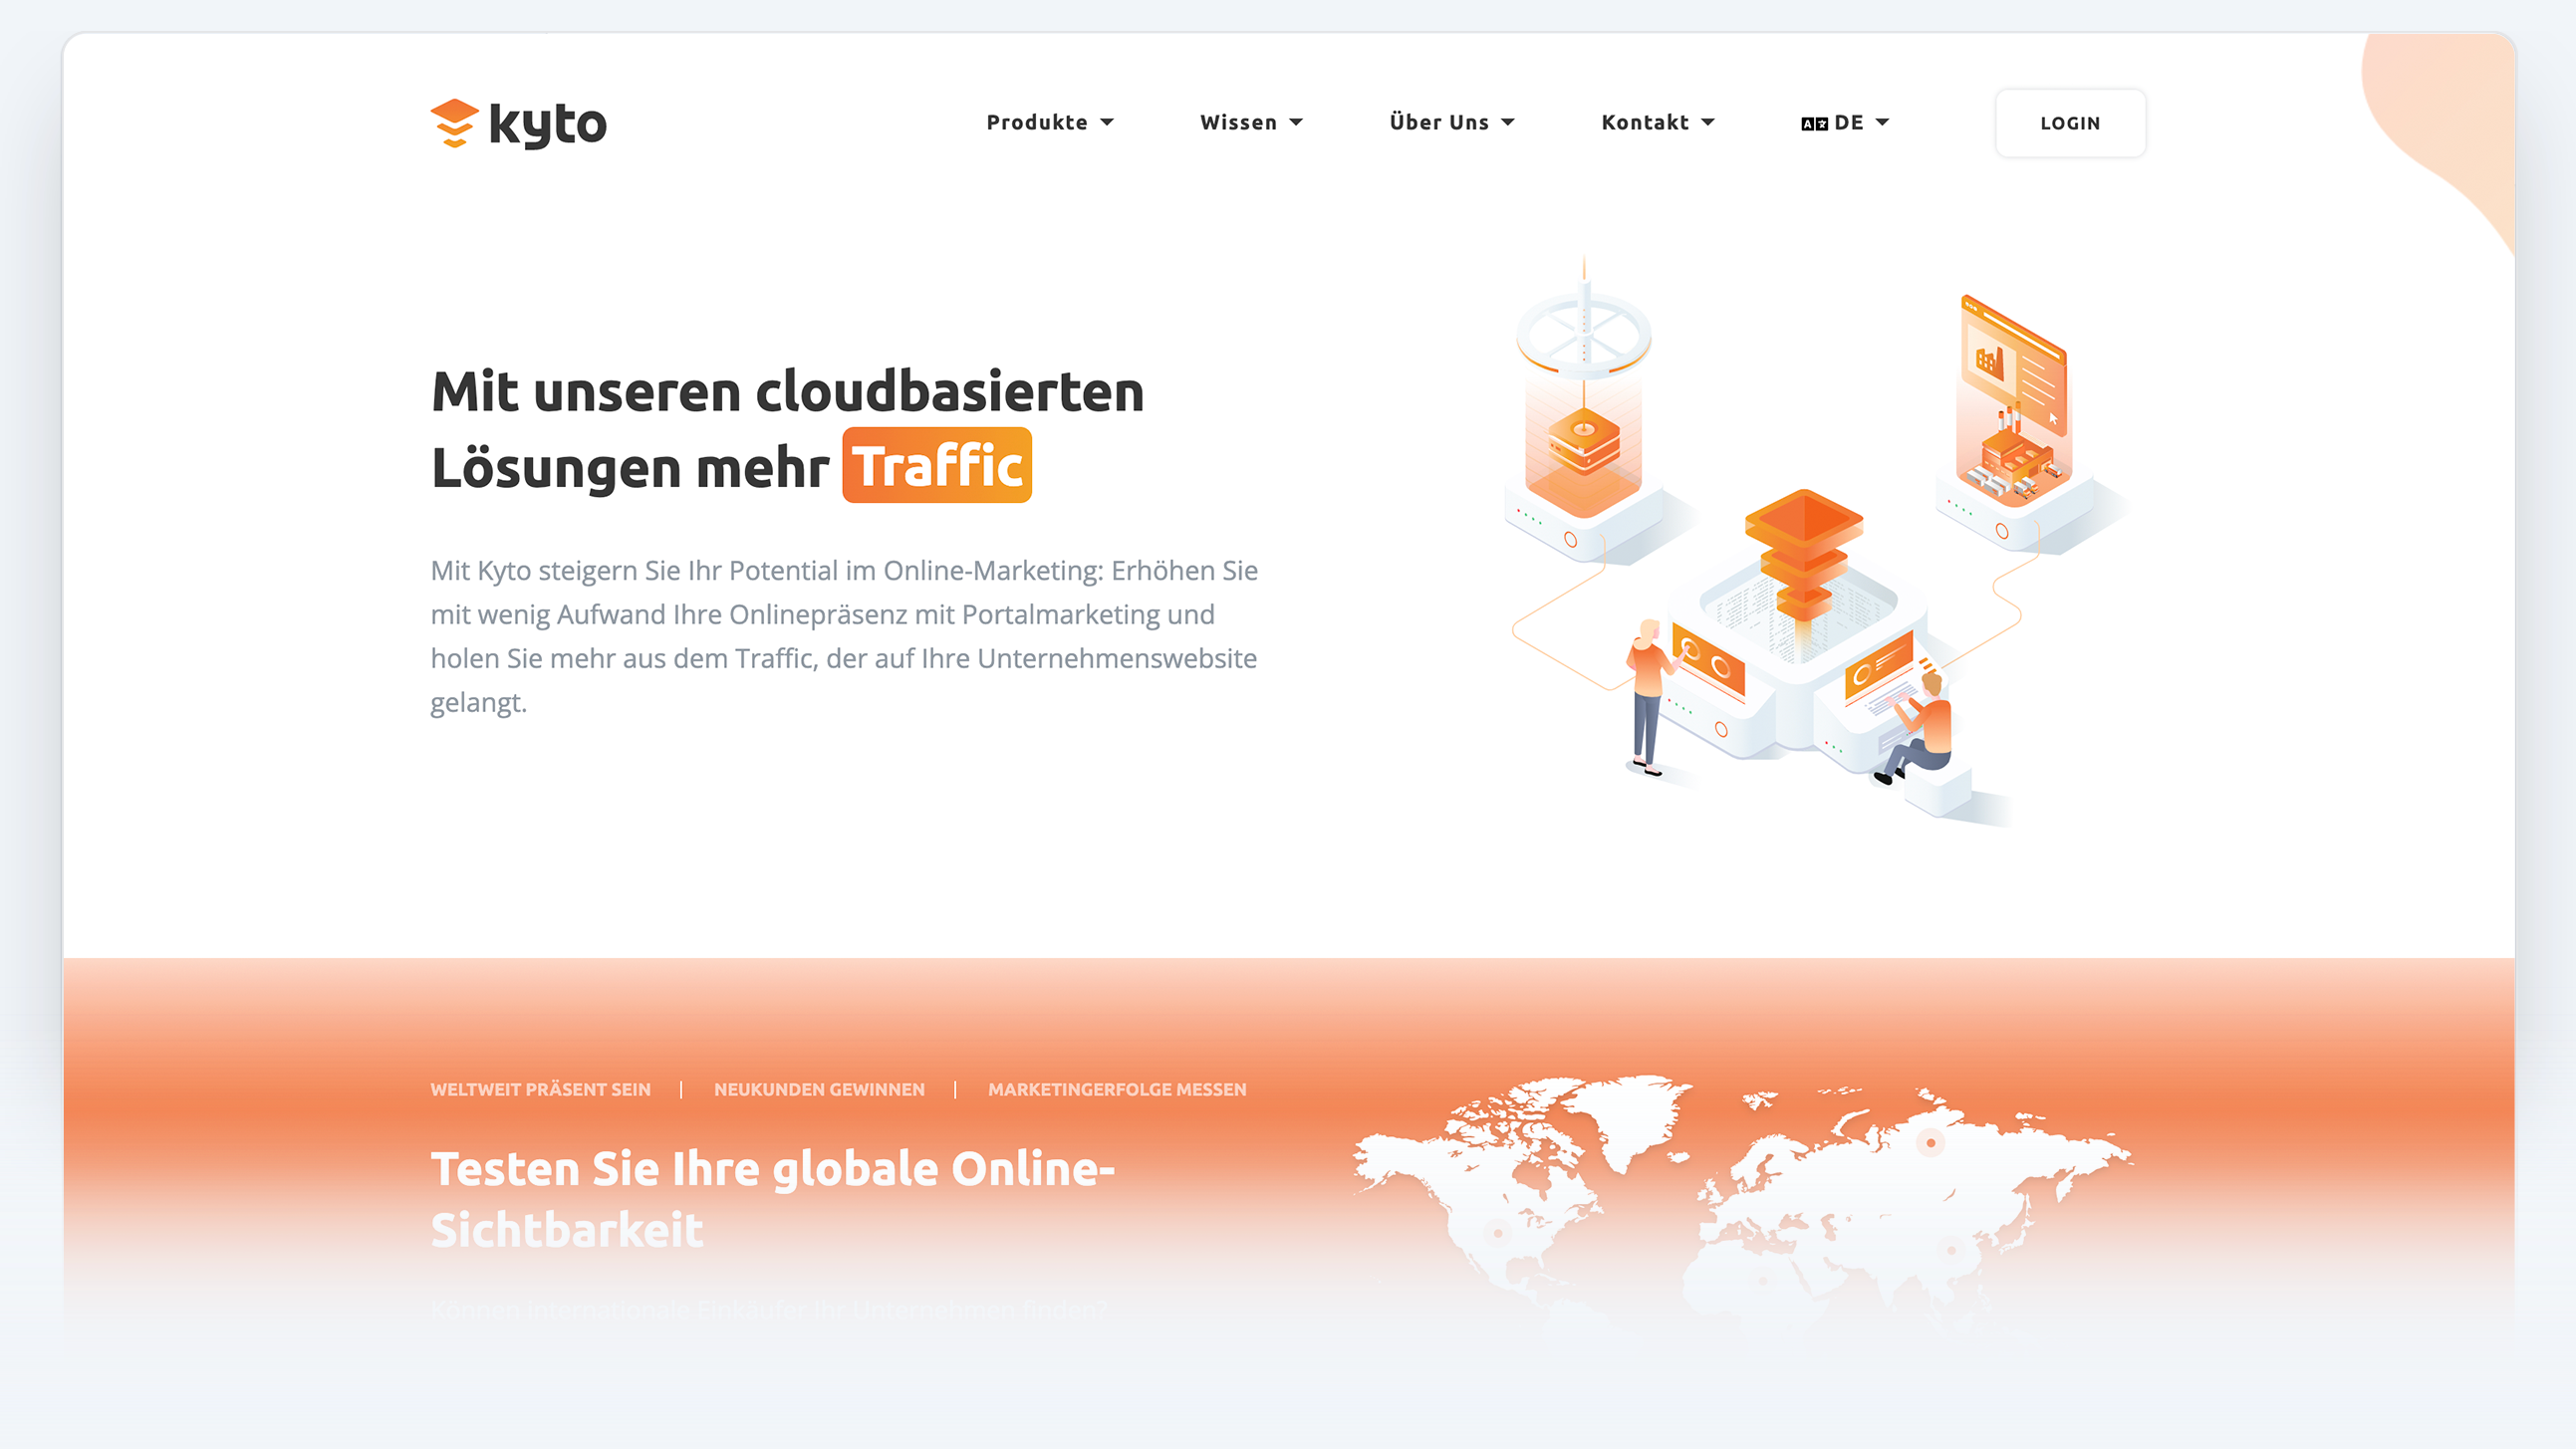 kyto
Produkte
Wissen
Über Uns
Kontakt
DE
LOGIN
Mit unseren cloudbasierten
Lösungen mehr Traffic
Mit Kyto steigern Sie Ihr Potential im Online-Marketing: Erhöhen Sie
mit wenig Aufwand Ihre Onlinepräsenz mit Portalmarketing und
holen Sie mehr aus dem Traffic, der auf Ihre Unternehmenswebsite
gelangt.
WELTWEIT PRÄSENT SEIN | NEUKUNDEN GEWINNEN | MARKETINGERFOLGE MESSEN
Testen Sie Ihre globale Online-
Sichtbarkeit
Können internationale Einkäufer Ihr Unternehmen finden?